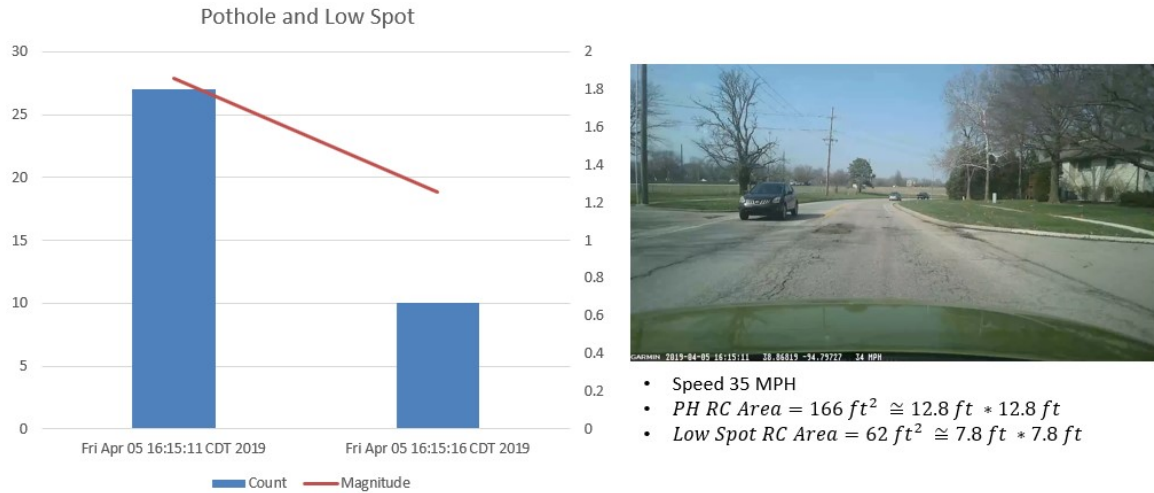 Pothole and Low Spot
30
25
20
15
10
5
0
2
1.8
1.6
1.4
1.2
1
0.8
0.6
0.4
0.2
0
Fri Apr 05 16:15:11 CDT 2019
Fri Apr 05 16:15:16 CDT 2019
Count
Magnitude
GARMIN 2019-04-05 16:15:11 38.86819 -94.79727 34 MPH
• Speed 35 MPH
• PH RC Area = 166 ft² ≅ 12.8 ft * 12.8 ft
• Low Spot RC Area = 62 ft² ≅ 7.8 ft * 7.8 ft